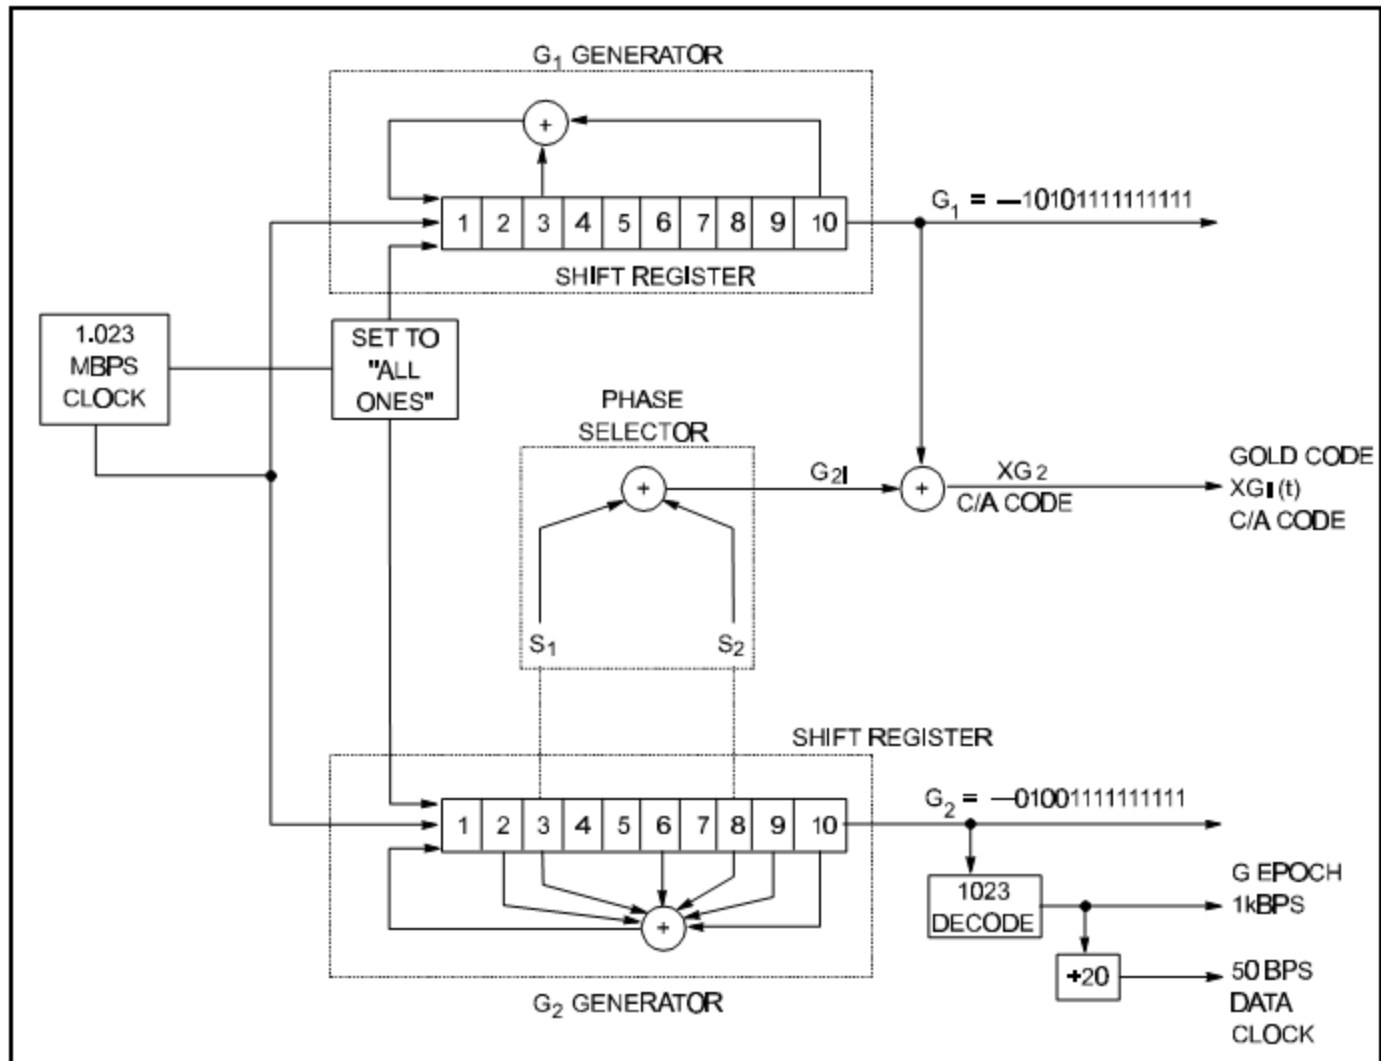 G1 GENERATOR
+
1 2 3 4 5 6 7 8 9 10
G1 = —10101111111111
SHIFT REGISTER
1.023
MBPS
CLOCK
SET TO
"ALL
ONES"
PHASE
SELECTOR
+
G2I
+
XG2
C/A CODE
GOLD CODE
XGI(t)
C/A CODE
S1
S2
SHIFT REGISTER
1 2 3 4 5 6 7 8 9 10
G2 = —01001111111111
+
1023
DECODE
G EPOCH
1kBPS
+20
50 BPS
DATA
CLOCK
G2 GENERATOR